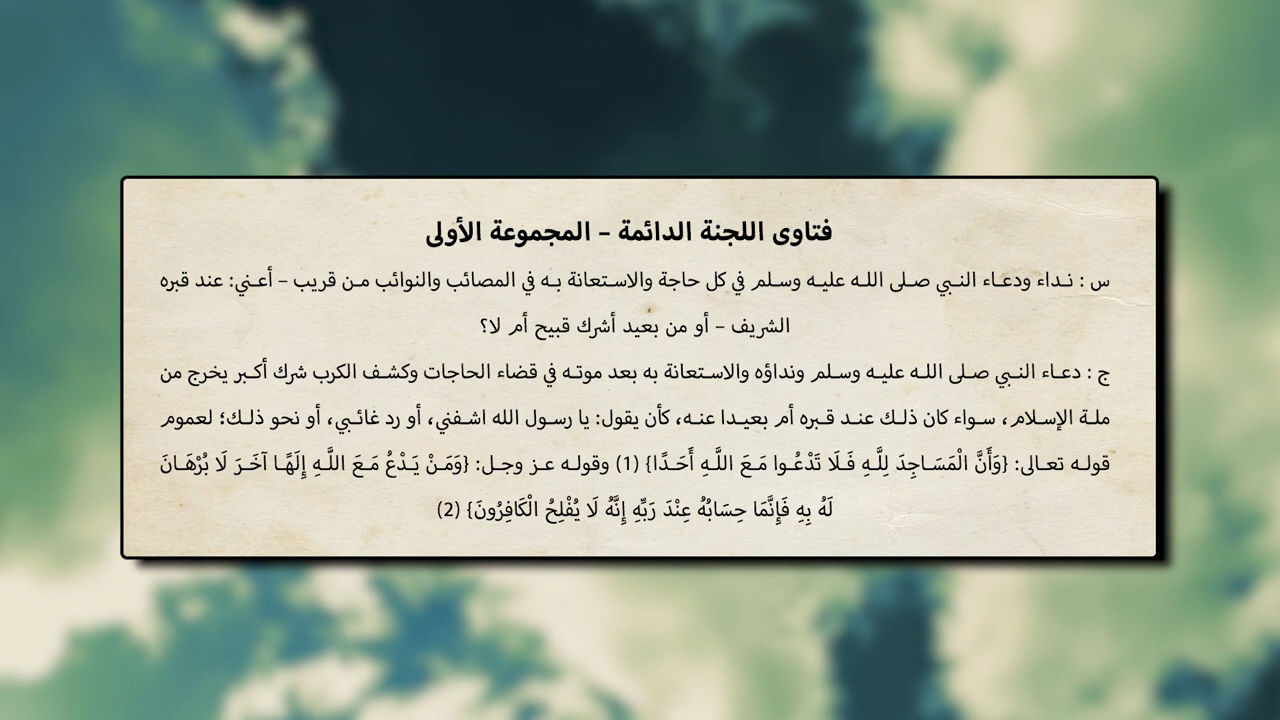 فتاوى اللجنة الدائمة – المجموعة الأولى
س : نداء ودعاء النبي صلى الله عليه وسلم في كل حاجة والاستعانة به في المصائب والنوائب من قريب – أعني: عند قبره
الشريف – أو من بعيد أشرك قبيح أم لا؟
ج : دعاء النبي صلى الله عليه وسلم ونداؤه والاستعانة به بعد موته في قضاء الحاجات وكشف الكرب شرك أكبر يخرج من
ملة الإسلام، سواء كان ذلك عند قبره أم بعيدا عنه، كأن يقول: يا رسول الله اشفني، أو رد غائبي، أو نحو ذلك؛ لعموم
قوله تعالى: {وَأَنَّ الْمَسَاجِدَ لِلَّهِ فَلَا تَدْعُوا مَعَ اللَّهِ أَحَدًا} (1) وقوله عز وجل: {وَمَنْ يَدْعُ مَعَ اللَّهِ إِلَهًا آخَرَ لَا بُرْهَانَ
لَهُ بِهِ فَإِنَّمَا حِسَابُهُ عِنْدَ رَبِّهِ إِنَّهُ لَا يُفْلِحُ الْكَافِرُونَ} (2)